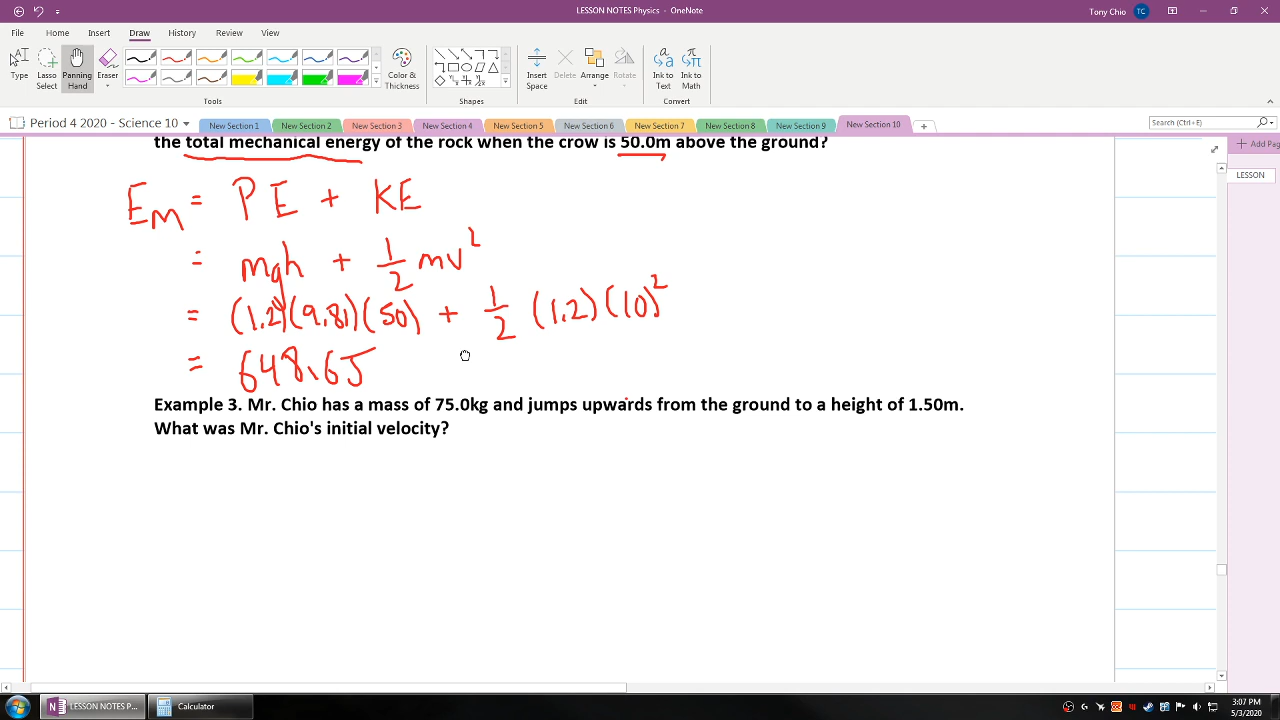 LESSON NOTES Physics - OneNote
Tony Chio TC
File Home Insert Draw History Review View
Type
Lasso Select
Panning Hand
Eraser
Color & Thickness
Insert Space
Delete
Arrange
Rotate
Ink to Text
Ink to Math
Tools Shapes Edit Convert
Period 4 2020 - Science 10
New Section 1 New Section 2 New Section 3 New Section 4 New Section 5 New Section 6 New Section 7 New Section 8 New Section 9 New Section 10
Search (Ctrl+E)
Add Pag
LESSON
the total mechanical energy of the rock when the crow is 50.0m above the ground?
Em = PE + KE
= mgh + 1/2 mv²
= (1.2)(9.81)(50) + 1/2 (1.2)(10)²
= 648.6J
Example 3. Mr. Chio has a mass of 75.0kg and jumps upwards from the ground to a height of 1.50m.
What was Mr. Chio's initial velocity?
LESSON NOTES P... Calculator
3:07 PM
5/3/2020